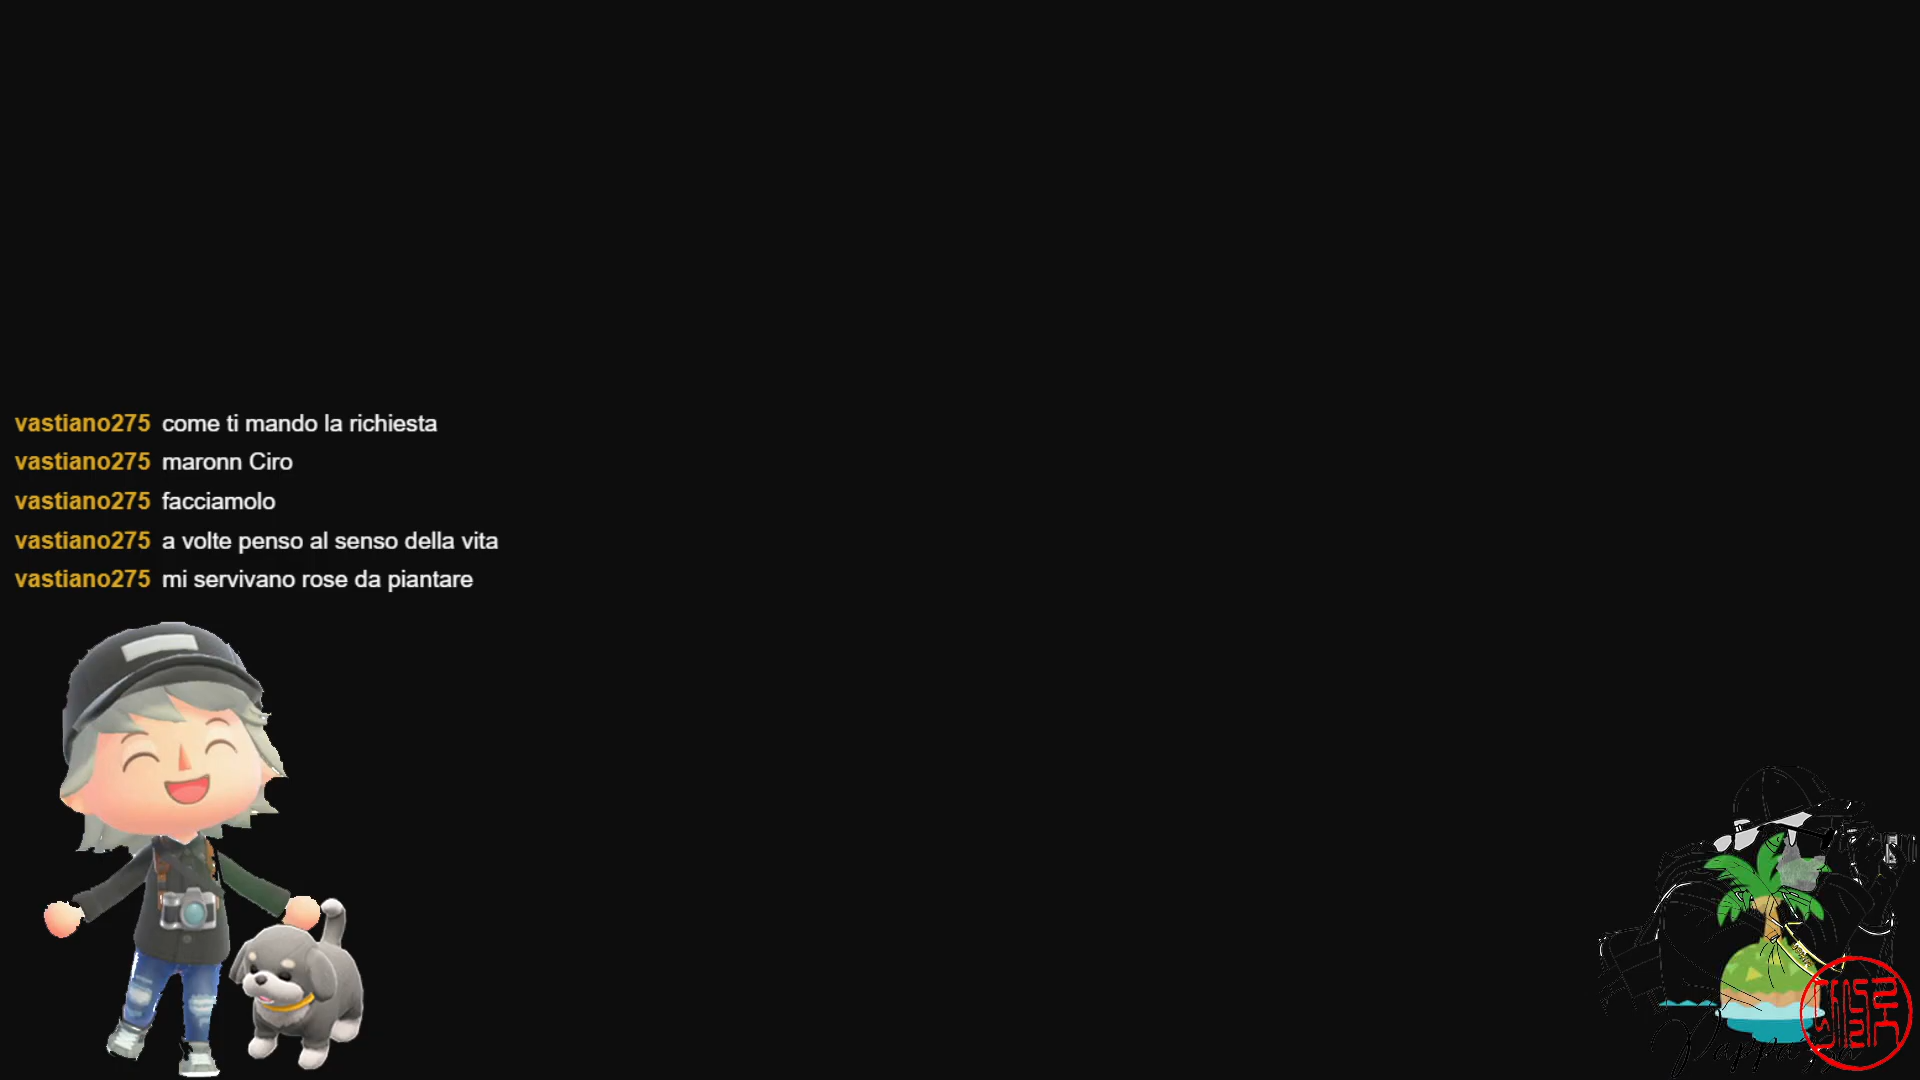 vastiano275 come ti mando la richiesta
vastiano275 maronn Ciro
vastiano275 facciamolo
vastiano275 a volte penso al senso della vita
vastiano275 mi servivano rose da piantare